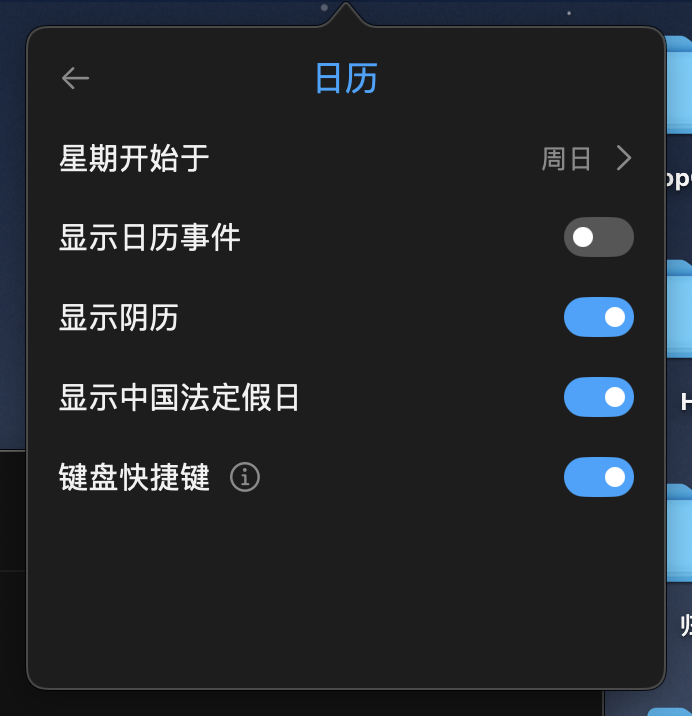 日历
星期开始于 周日
显示日历事件
显示阴历
显示中国法定假日
键盘快捷键